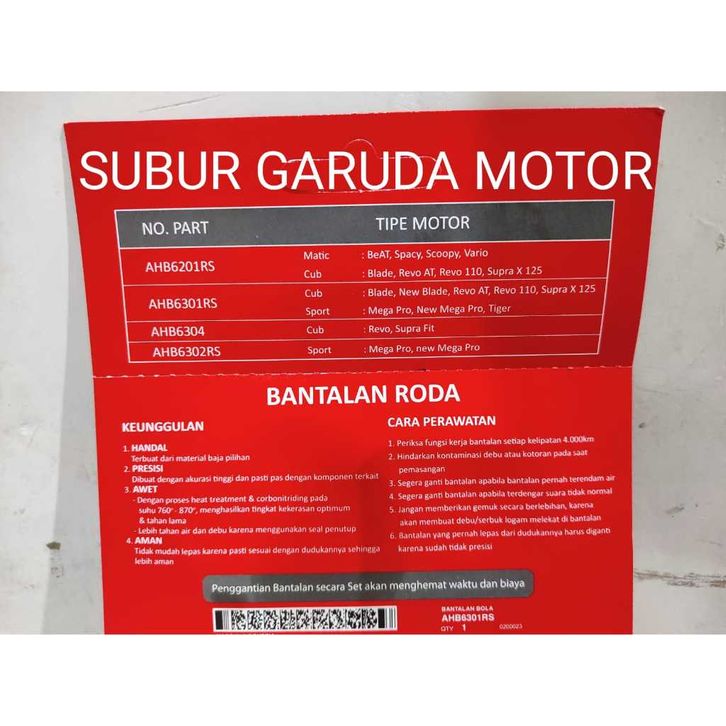 SUBUR GARUDA MOTOR
NO. PART TIPE MOTOR
AHB6201RS Matic : BeAT, Spacy, Scoopy, Vario
Cub : Blade, Revo AT, Revo 110, Supra X 125
AHB6301RS Cub : Blade, New Blade, Revo AT, Revo 110, Supra X 125
Sport : Mega Pro, New Mega Pro, Tiger
AHB6304 Cub : Revo, Supra Fit
AHB6302RS Sport : Mega Pro, new Mega Pro
BANTALAN RODA
KEUNGGULAN
1. HANDAL
Terbuat dari material baja pilihan
2. PRESISI
Dibuat dengan akurasi tinggi dan pasti pas dengan komponen terkait
3. AWET
- Dengan proses heat treatment & corbonitriding pada
suhu 760° - 870°, menghasilkan tingkat kekerasan optimum
& tahan lama
- Lebih tahan air dan debu karena menggunakan seal penutup
4. AMAN
Tidak mudah lepas karena pasti sesuai dengan dudukannya sehingga
lebih aman
CARA PERAWATAN
1. Periksa fungsi kerja bantalan setiap kelipatan 4.000km
2. Hindarkan kontaminasi debu atau kotoran pada saat
pemasangan
3. Segera ganti bantalan apabila bantalan pernah terendam air
4. Segera ganti bantalan apabila terdengar suara tidak normal
5. Jangan memberikan gemuk secara berlebihan, karena
akan membuat debu/serbuk logam melekat di bantalan
6. Bantalan yang pernah lepas dari dudukannya harus diganti
karena sudah tidak presisi
Penggantian Bantalan secara Set akan menghemat waktu dan biaya
BANTALAN BOLA
AHB6301RS
QTY 1 0200023